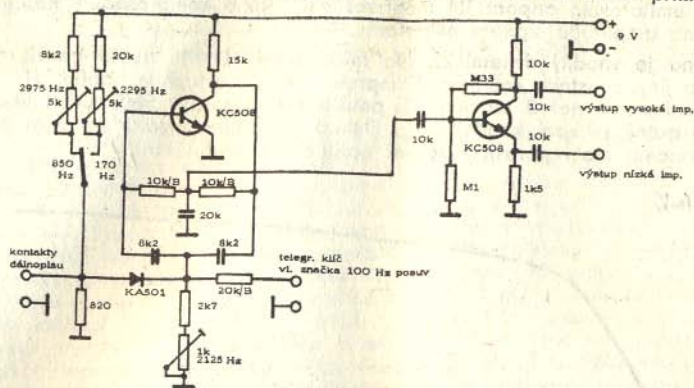 8k2
20k
15k
10k
+
9 V
-
2975 Hz
5k
2295 Hz
5k
M33
10k
výstup vysoká imp.
KC508
KC508
10k
10k
výstup nízká imp.
850
Hz
170
Hz
10k/B
10k/B
M1
1k5
20k
8k2
8k2
kontakty
dálnopisu
telegr. klíč
vl. značka 100 Hz posuv
KA501
20k/B
820
2k7
1k
2125 Hz